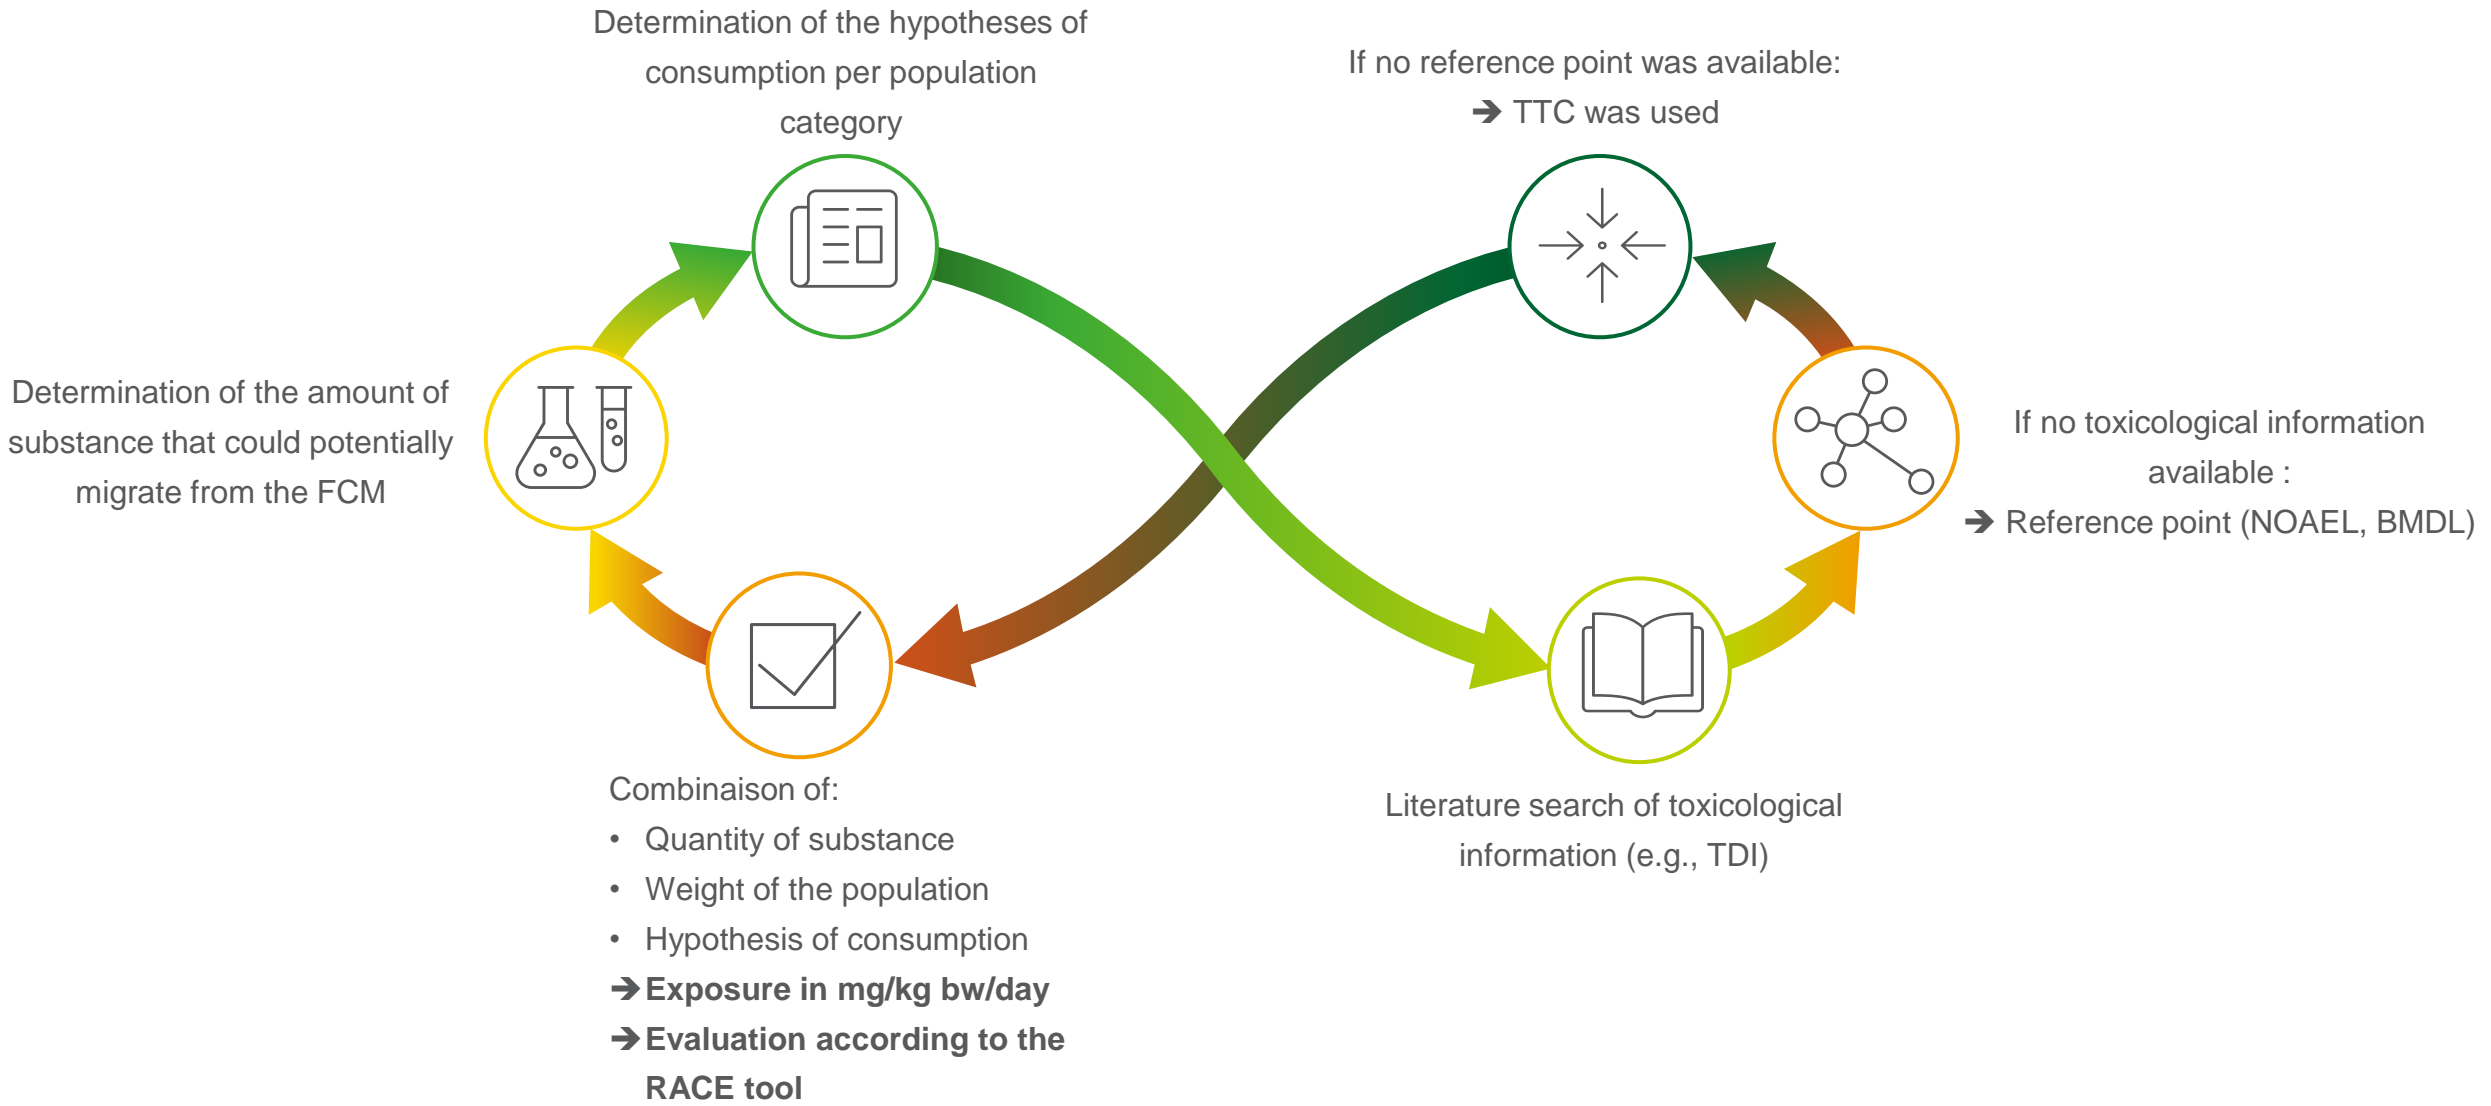 Determination of the hypotheses of
consumption per population
category
If no reference point was available:
➔ TTC was used
Determination of the amount of
substance that could potentially
migrate from the FCM
If no toxicological information
available :
➔ Reference point (NOAEL, BMDL)
Combinaison of:
• Quantity of substance
• Weight of the population
• Hypothesis of consumption
➔ Exposure in mg/kg bw/day
➔ Evaluation according to the
RACE tool
Literature search of toxicological
information (e.g., TDI)